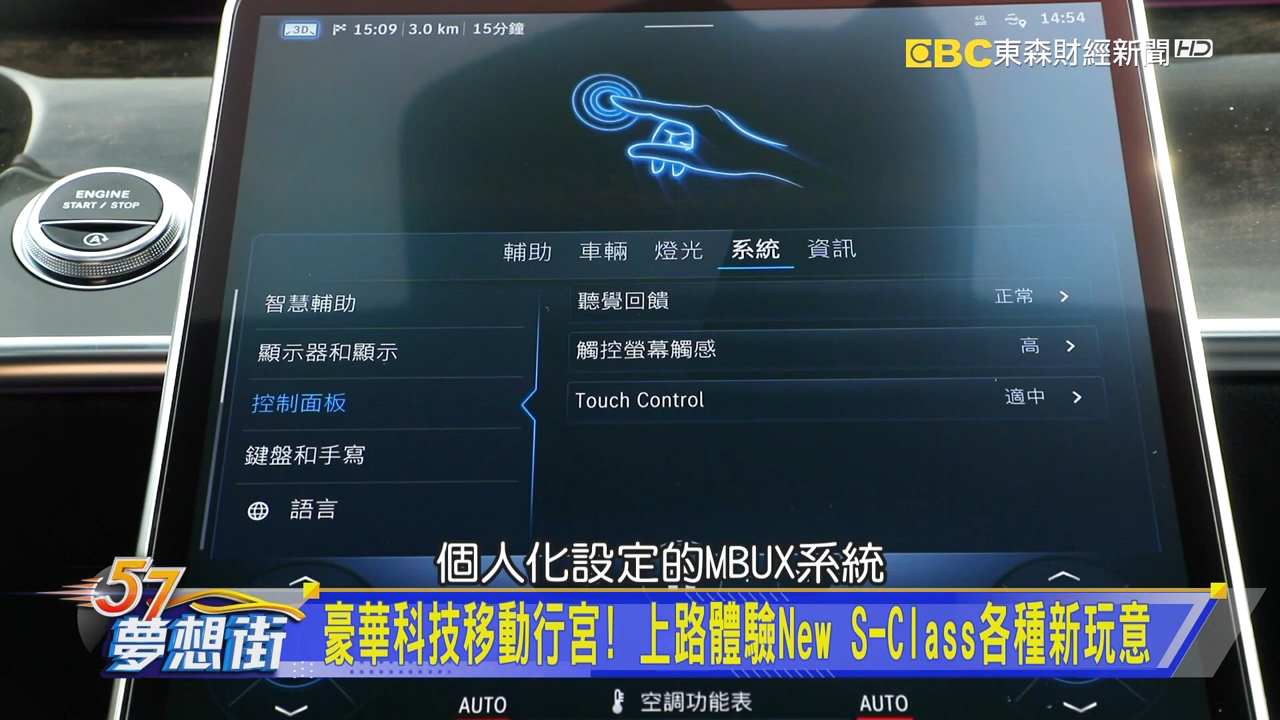 3D 15:09 3.0 km 15分鐘
4G 14:54
EBC東森財經新聞HD
ENGINE
START / STOP
A
輔助 車輛 燈光 系統 資訊
智慧輔助
顯示器和顯示
控制面板
鍵盤和手寫
語言
聽覺回饋 正常
觸控螢幕觸感 高
Touch Control 適中
個人化設定的MBUX系統
57夢想街
豪華科技移動行宮! 上路體驗New S-Class各種新玩意
AUTO 空調功能表 AUTO